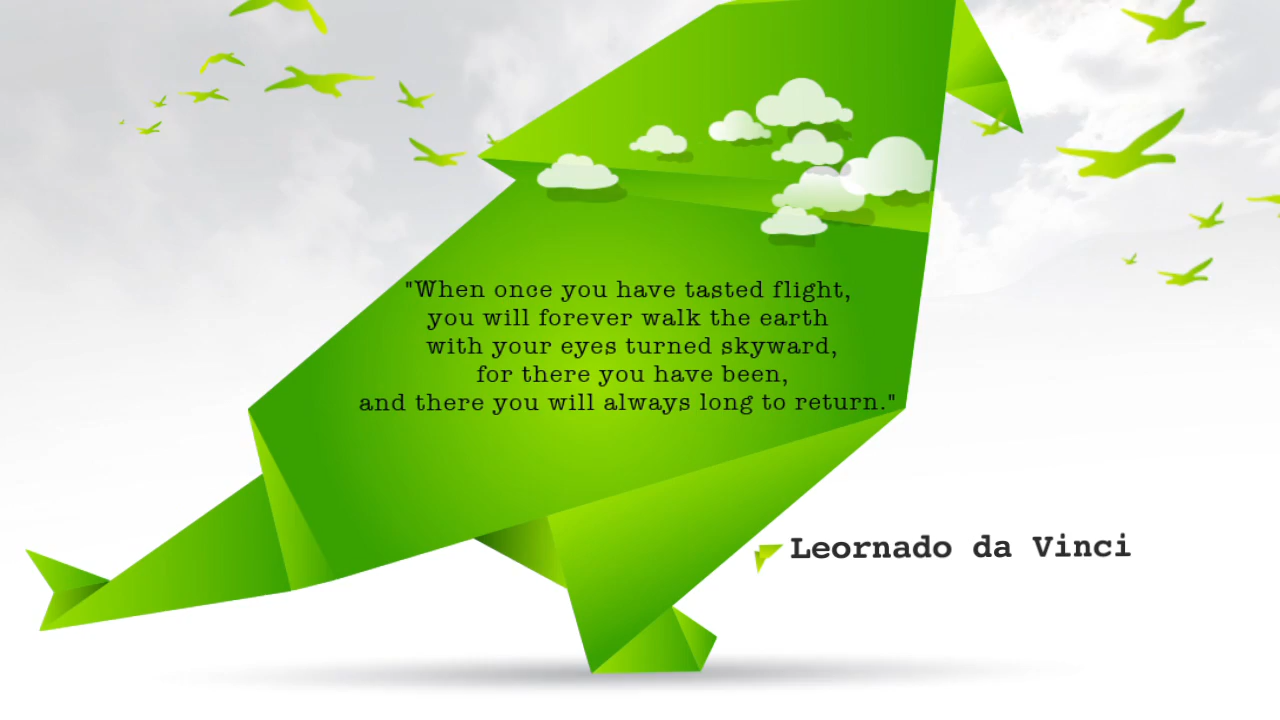 "When once you have tasted flight,
you will forever walk the earth
with your eyes turned skyward,
for there you have been,
and there you will always long to return."
Leornado da Vinci